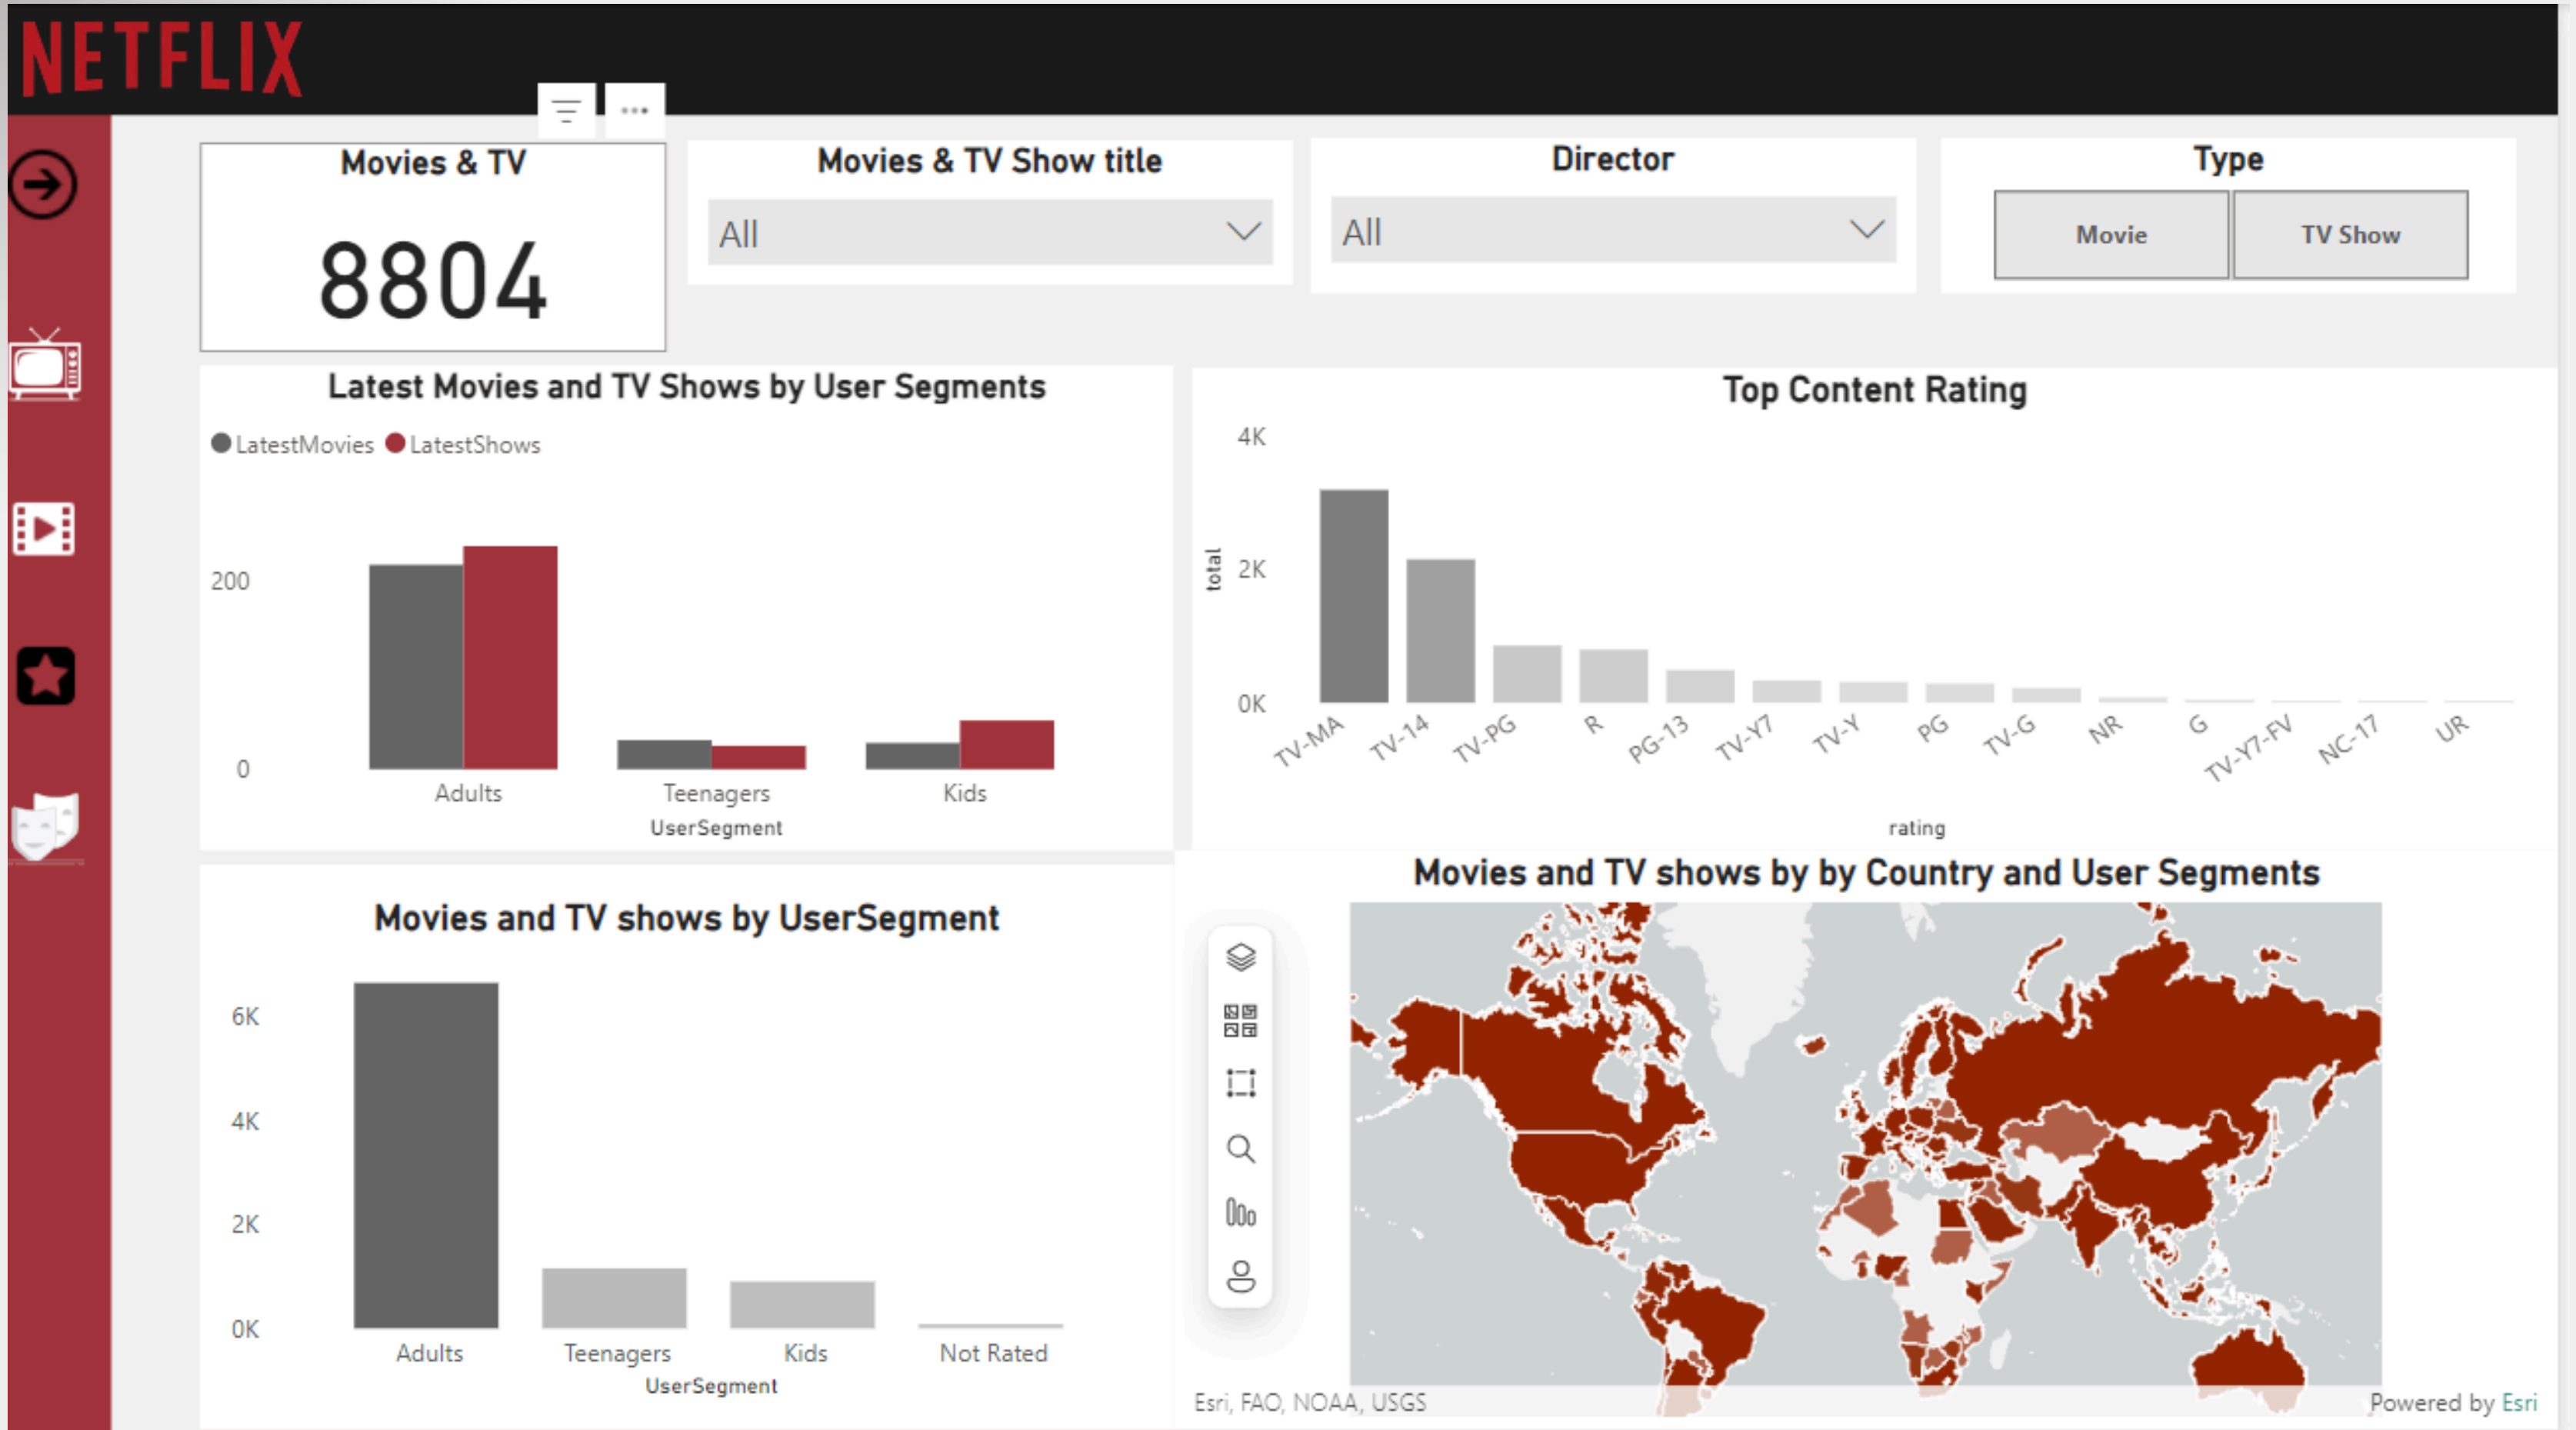 NETFLIX
Movies & TV
8804
Movies & TV Show title
All
Director
All
Type
Movie
TV Show
Latest Movies and TV Shows by User Segments
LatestMovies LatestShows
200
0
Adults
Teenagers
Kids
UserSegment
Top Content Rating
4K
2K
0K
total
TV-MA
TV-14
TV-PG
R
PG-13
TV-Y7
TV-Y
PG
TV-G
NR
G
TV-Y7-FV
NC-17
UR
rating
Movies and TV shows by UserSegment
6K
4K
2K
0K
Adults
Teenagers
Kids
Not Rated
UserSegment
Movies and TV shows by by Country and User Segments
Esri, FAO, NOAA, USGS
Powered by Esri